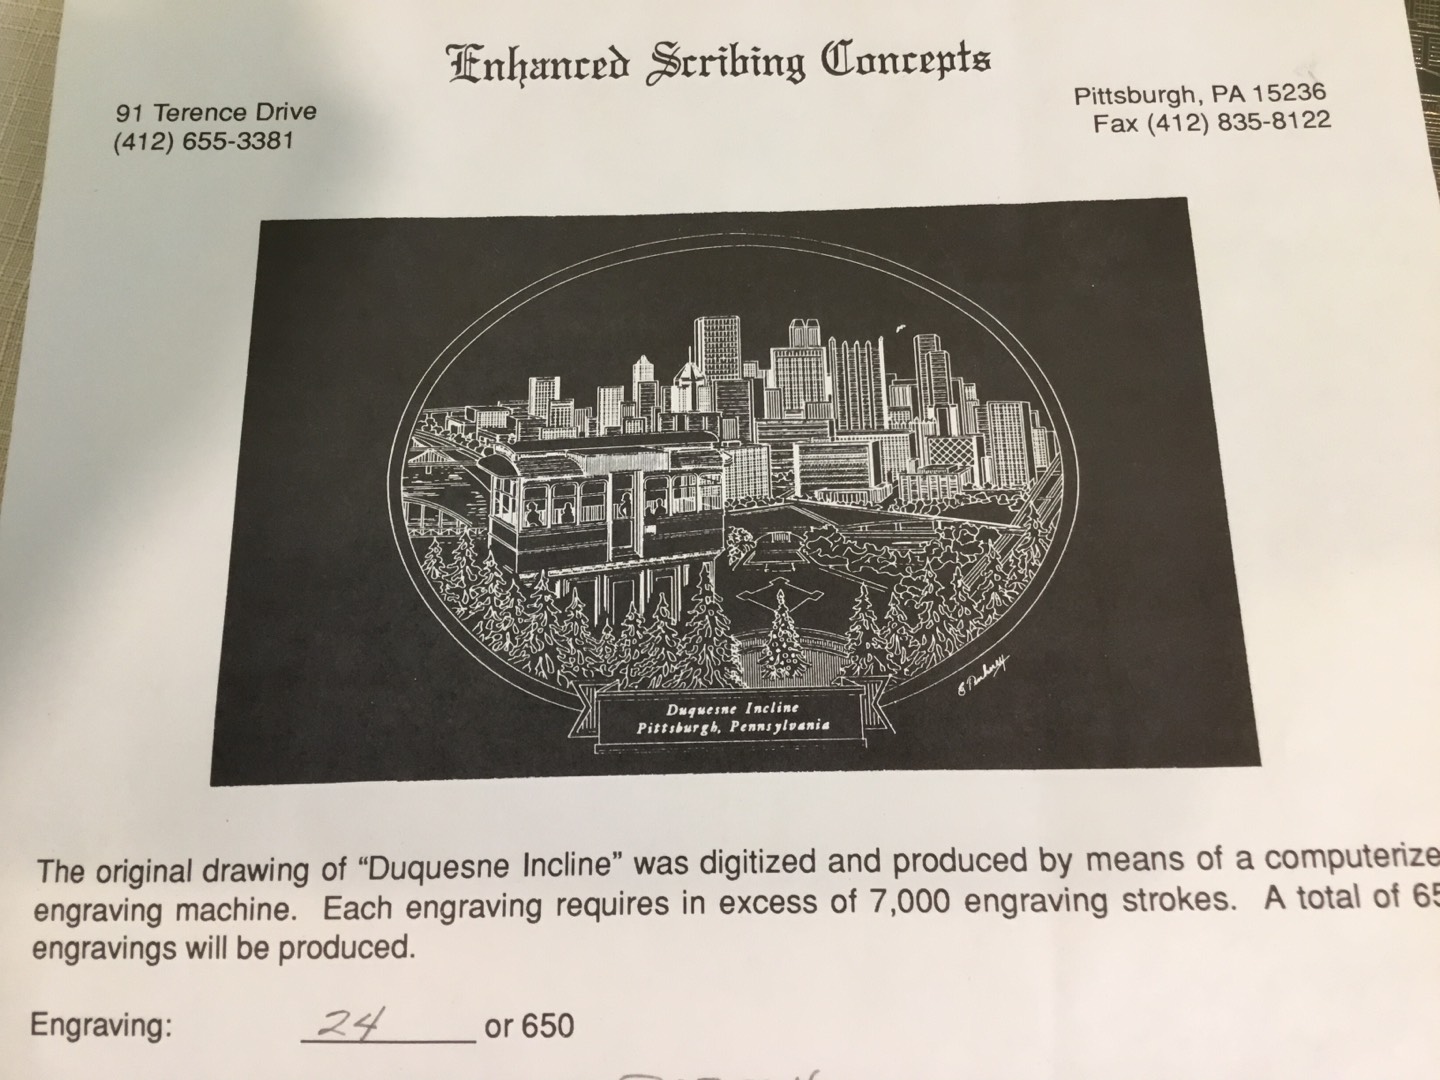 Enhanced Scribing Concepts
91 Terence Drive
(412) 655-3381
Pittsburgh, PA 15236
Fax (412) 835-8122
Duquesne Incline
Pittsburgh, Pennsylvania
The original drawing of “Duquesne Incline” was digitized and produced by means of a computerize
engraving machine. Each engraving requires in excess of 7,000 engraving strokes. A total of 65
engravings will be produced.
Engraving: 24 or 650